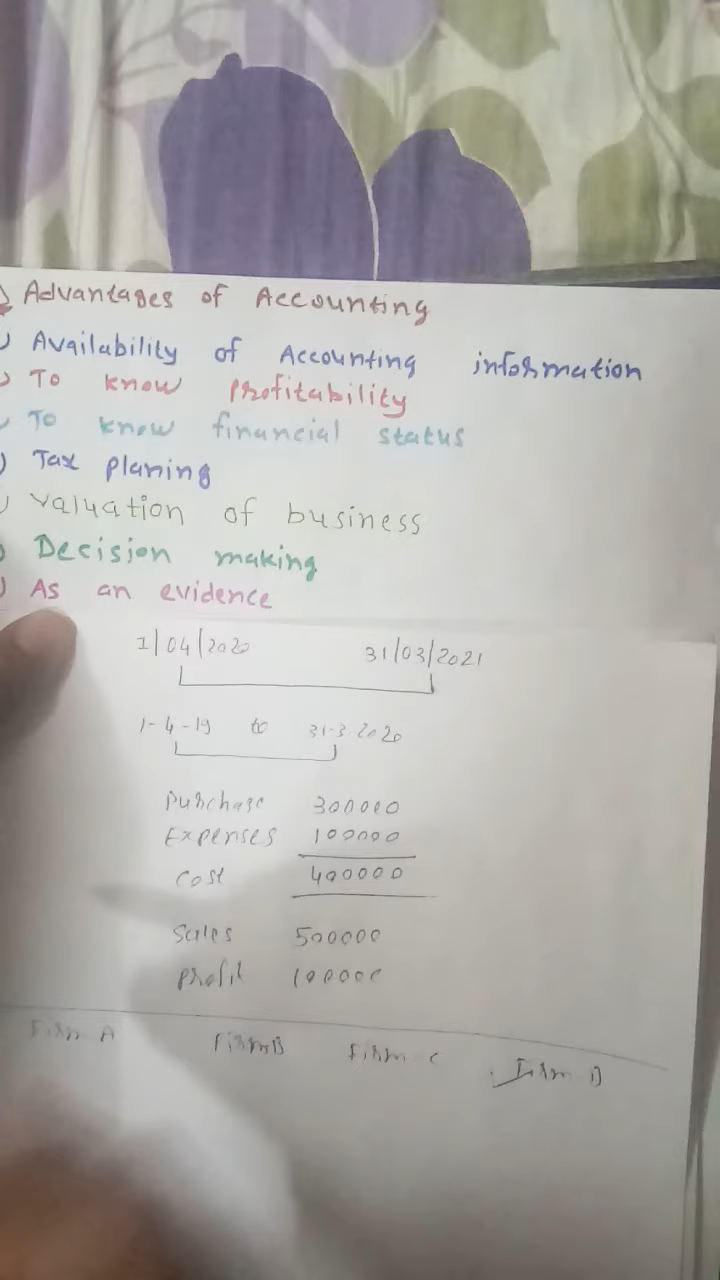 Advantages of Accounting
Availability of Accounting information
To know profitability
To know financial status
Tax planing
valuation of business
Decision making
As an evidence
1/04/2020 31/03/2021
1-4-19 to 31-3-2020
Purchase 300000
Expenses 100000
Cost 400000
Sales 500000
Profit 100000
Firm A Firm B Firm C Firm D